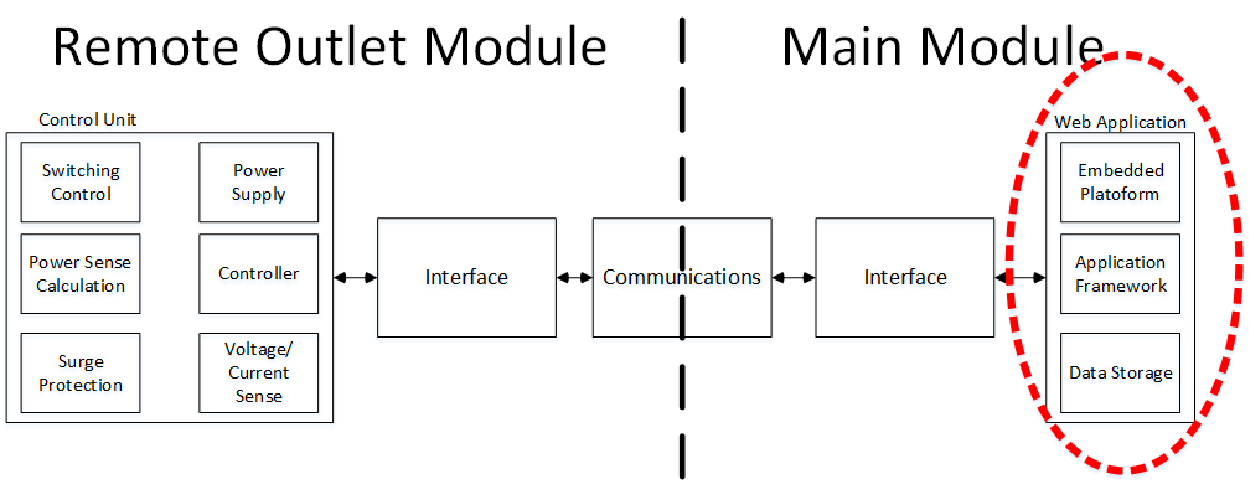 Remote Outlet Module
Main Module
Control Unit
Switching
Control
Power
Supply
Power Sense
Calculation
Controller
Surge
Protection
Voltage/
Current
Sense
Interface
Communications
Interface
Web Application
Embedded
Platoform
Application
Framework
Data Storage